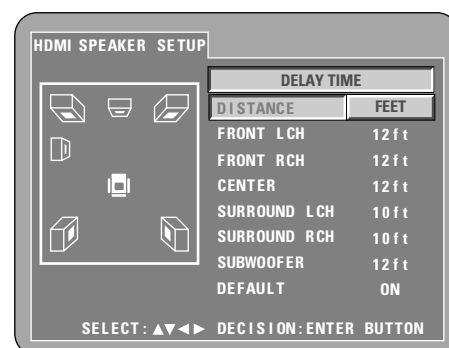 HDMI SPEAKER SETUP
DELAY TIME
DISTANCE FEET
FRONT LCH 12ft
FRONT RCH 12ft
CENTER 12ft
SURROUND LCH 10ft
SURROUND RCH 10ft
SUBWOOFER 12ft
DEFAULT ON
SELECT:▲▼◄► DECISION:ENTER BUTTON